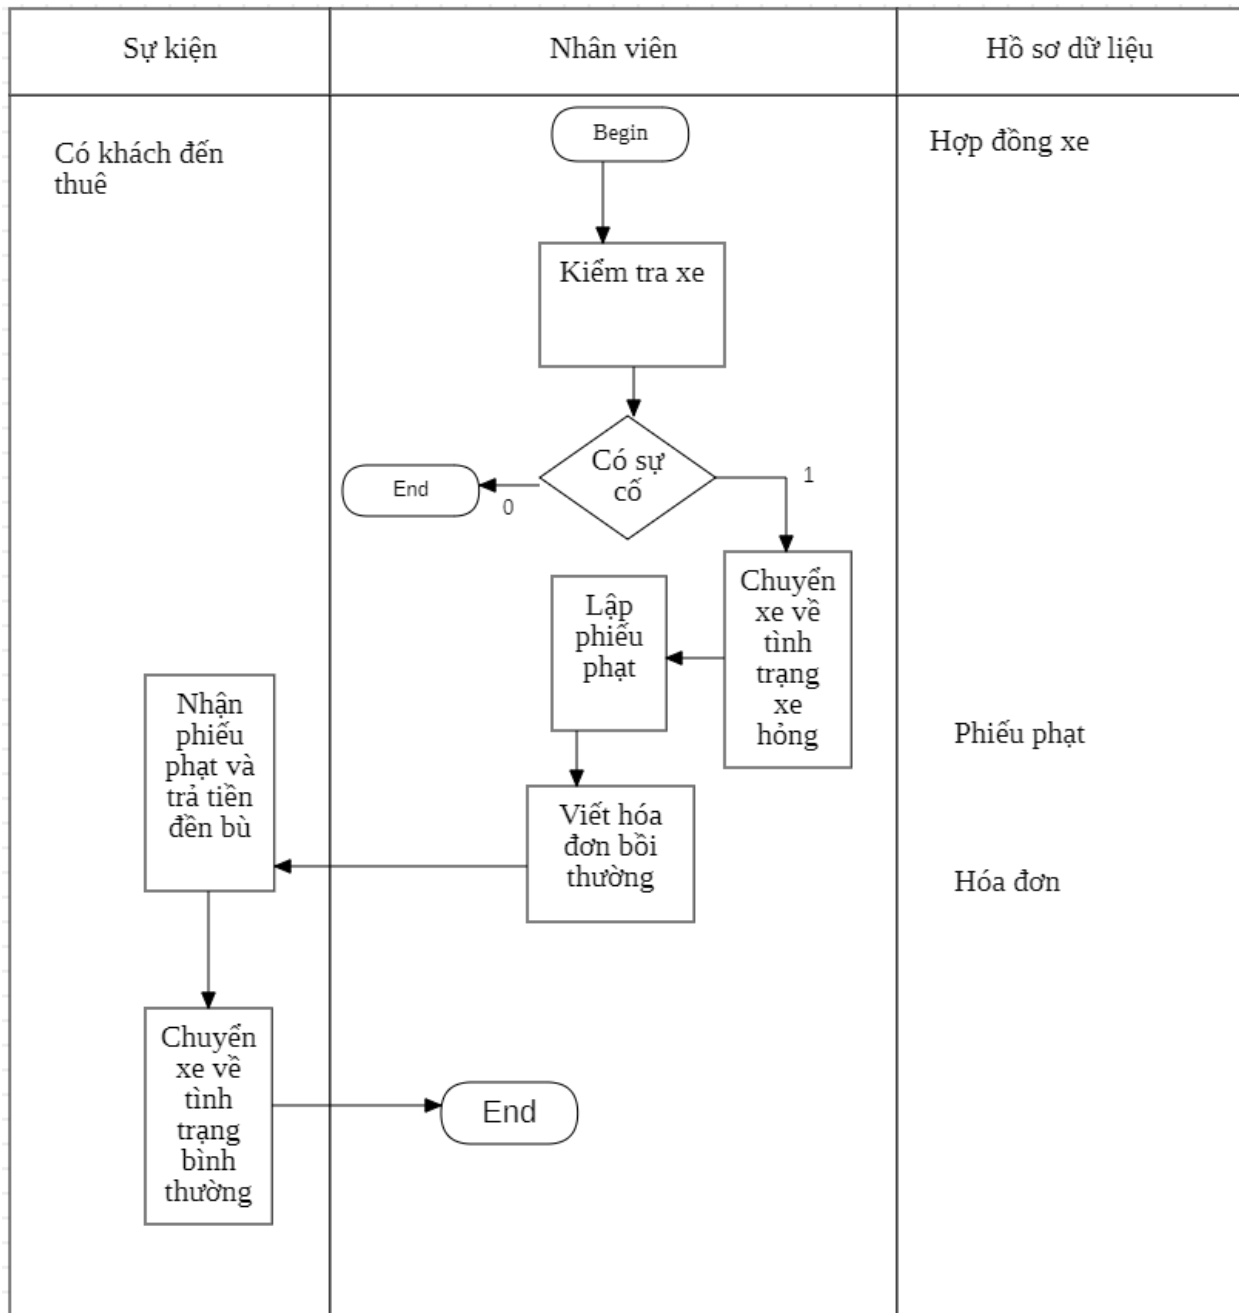 Sự kiện
Nhân viên
Hồ sơ dữ liệu
Có khách đến
thuê
Begin
Hợp đồng xe
Kiểm tra xe
Có sự
cố
End
0
1
Chuyển
xe về
tình
trạng
xe
hỏng
Lập
phiếu
phạt
Nhận
phiếu
phạt và
trả tiền
đền bù
Phiếu phạt
Viết hóa
đơn bồi
thường
Hóa đơn
Chuyển
xe về
tình
trạng
bình
thường
End